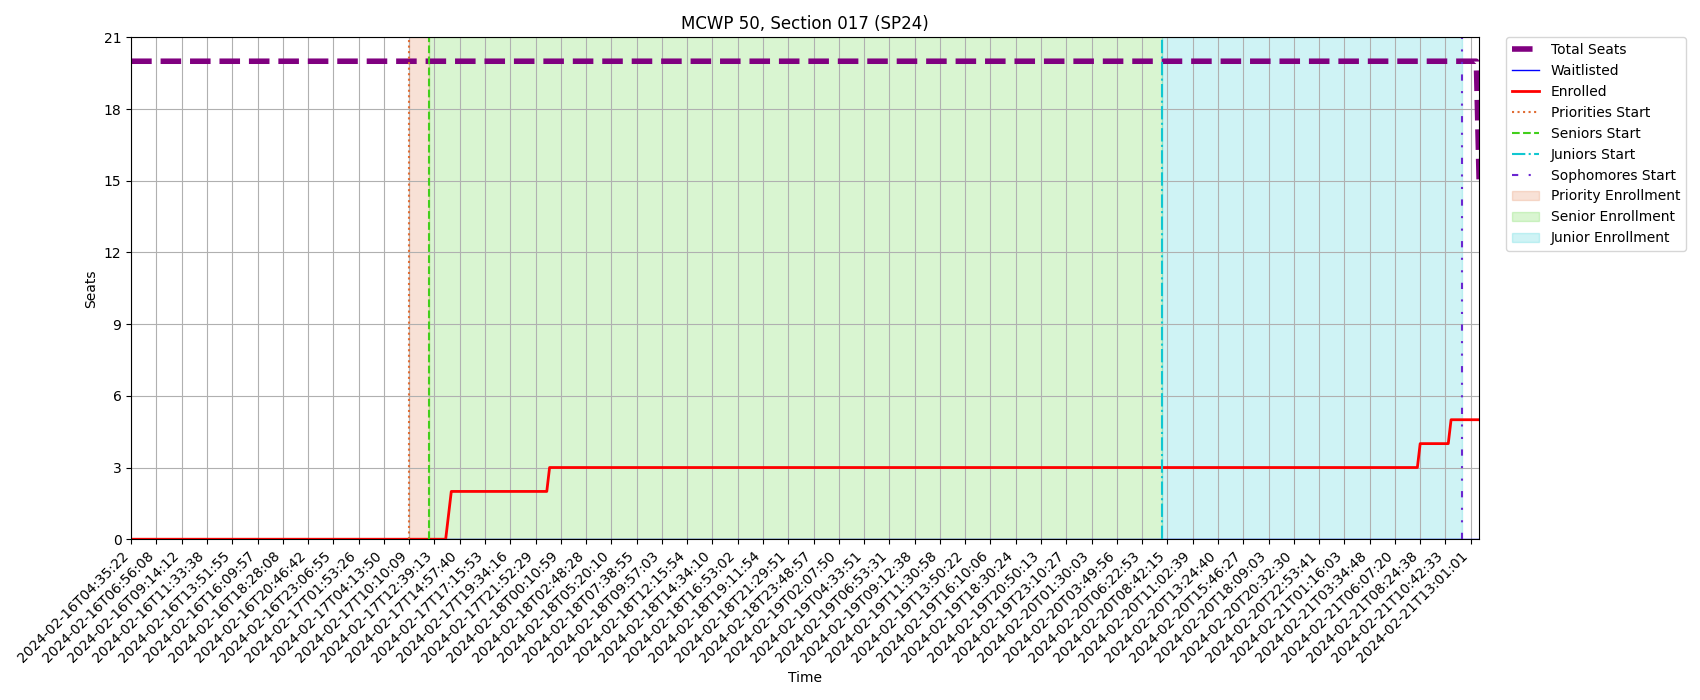 MCWP 50, Section 017 (SP24)
21
18
15
12
9
6
3
0
Seats
2024-02-16T04:35:22
2024-02-16T06:56:08
2024-02-16T09:14:12
2024-02-16T11:33:38
2024-02-16T13:51:55
2024-02-16T16:09:57
2024-02-16T18:28:08
2024-02-16T20:46:42
2024-02-16T23:06:55
2024-02-17T01:53:26
2024-02-17T04:13:50
2024-02-17T10:10:09
2024-02-17T12:39:13
2024-02-17T14:57:40
2024-02-17T17:15:53
2024-02-17T19:34:16
2024-02-17T21:52:29
2024-02-18T00:10:59
2024-02-18T02:48:28
2024-02-18T05:20:10
2024-02-18T07:38:55
2024-02-18T09:57:03
2024-02-18T12:15:54
2024-02-18T14:34:10
2024-02-18T16:53:02
2024-02-18T19:11:54
2024-02-18T21:29:51
2024-02-18T23:48:57
2024-02-19T02:07:50
2024-02-19T04:33:51
2024-02-19T06:53:31
2024-02-19T09:12:38
2024-02-19T11:30:58
2024-02-19T13:50:22
2024-02-19T16:10:06
2024-02-19T18:30:24
2024-02-19T20:50:13
2024-02-19T23:10:27
2024-02-20T01:30:03
2024-02-20T03:49:56
2024-02-20T06:22:53
2024-02-20T08:42:15
2024-02-20T11:02:39
2024-02-20T13:24:40
2024-02-20T15:46:27
2024-02-20T18:09:03
2024-02-20T20:32:30
2024-02-20T22:53:41
2024-02-21T01:16:03
2024-02-21T03:34:48
2024-02-21T06:07:20
2024-02-21T08:24:38
2024-02-21T10:42:33
2024-02-21T13:01:01
Time
Total Seats
Waitlisted
Enrolled
Priorities Start
Seniors Start
Juniors Start
Sophomores Start
Priority Enrollment
Senior Enrollment
Junior Enrollment